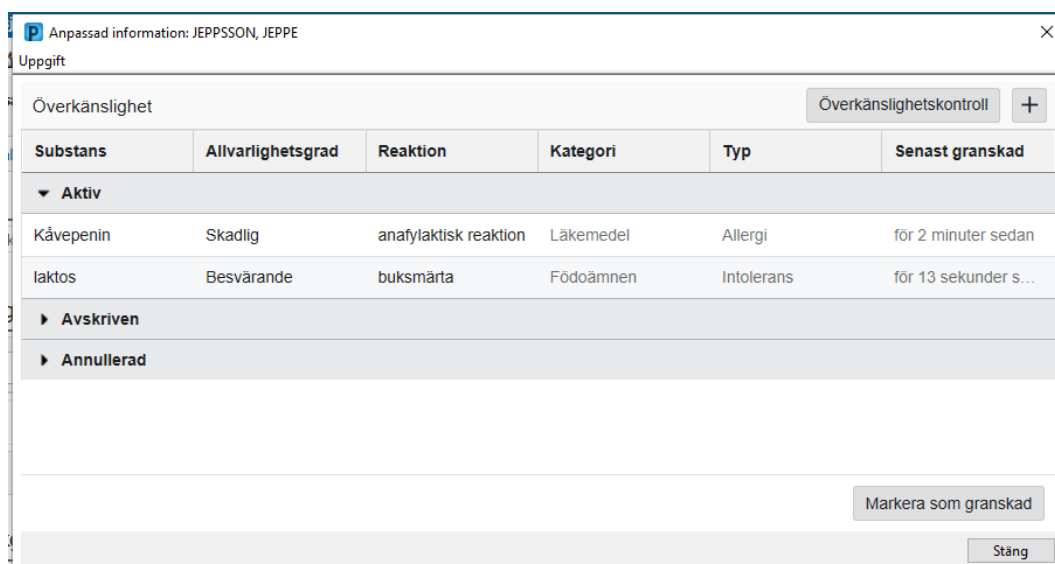 P Anpassad information: JEPPSSON, JEPPE
Uppgift
Överkänslighet Överkänslighetskontroll +
Substans Allvarlighetsgrad Reaktion Kategori Typ Senast granskad
Aktiv
Kåvepenin Skadlig anafylaktisk reaktion Läkemedel Allergi för 2 minuter sedan
laktos Besvärande buksmärta Födoämnen Intolerans för 13 sekunder s...
Avskriven
Annullerad
Markera som granskad
Stäng